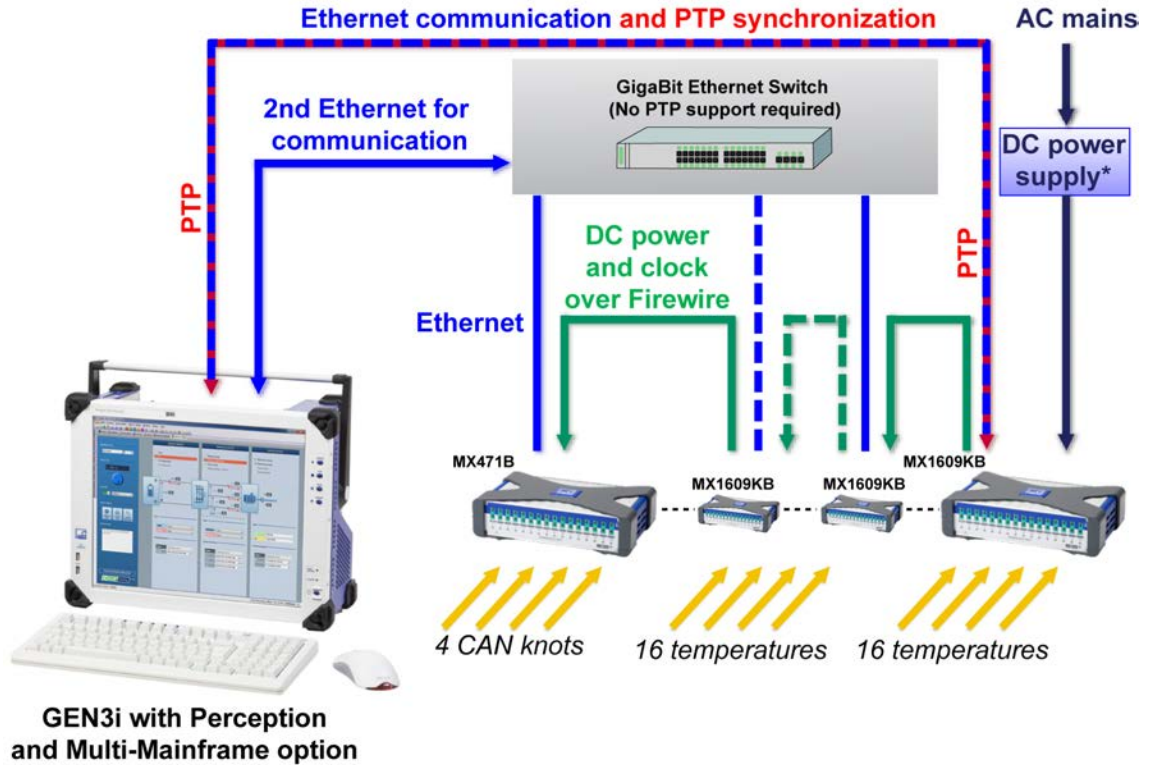 Ethernet communication and PTP synchronization
AC mains
GigaBit Ethernet Switch
(No PTP support required)
2nd Ethernet for
communication
DC power
supply*
PTP
PTP
DC power
and clock
over Firewire
Ethernet
MX471B
MX1609KB
MX1609KB
MX1609KB
4 CAN knots
16 temperatures
16 temperatures
GEN3i with Perception
and Multi-Mainframe option